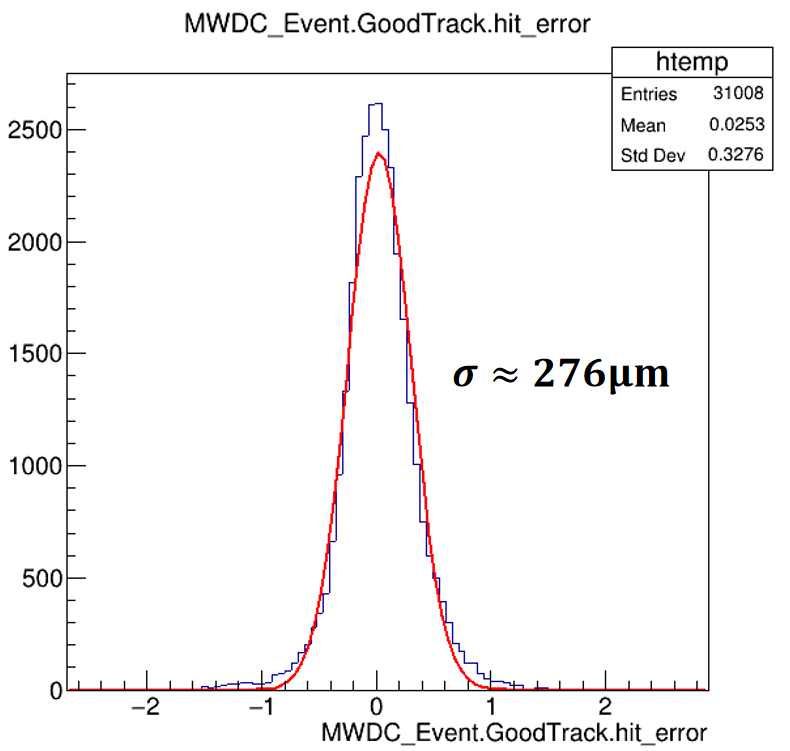 MWDC_Event.GoodTrack.hit_error
htemp
Entries 31008
Mean 0.0253
Std Dev 0.3276
2500
2000
1500
σ ≈ 276μm
1000
500
0
−2 −1 0 1 2
MWDC_Event.GoodTrack.hit_error